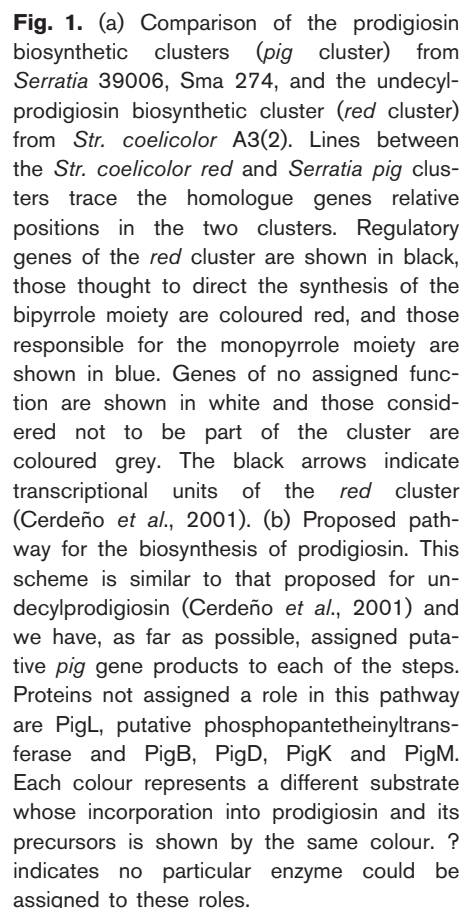 Fig. 1. (a) Comparison of the prodigiosin
biosynthetic clusters (pig cluster) from
Serratia 39006, Sma 274, and the undecyl-
prodigiosin biosynthetic cluster (red cluster)
from Str. coelicolor A3(2). Lines between
the Str. coelicolor red and Serratia pig clus-
ters trace the homologue genes relative
positions in the two clusters. Regulatory
genes of the red cluster are shown in black,
those thought to direct the synthesis of the
bipyrrole moiety are coloured red, and those
responsible for the monopyrrole moiety are
shown in blue. Genes of no assigned func-
tion are shown in white and those consid-
ered not to be part of the cluster are
coloured grey. The black arrows indicate
transcriptional units of the red cluster
(Cerdeño et al., 2001). (b) Proposed path-
way for the biosynthesis of prodigiosin. This
scheme is similar to that proposed for un-
decylprodigiosin (Cerdeño et al., 2001) and
we have, as far as possible, assigned puta-
tive pig gene products to each of the steps.
Proteins not assigned a role in this pathway
are PigL, putative phosphopantetheinyltrans-
ferase and PigB, PigD, PigK and PigM.
Each colour represents a different substrate
whose incorporation into prodigiosin and its
precursors is shown by the same colour. ?
indicates no particular enzyme could be
assigned to these roles.